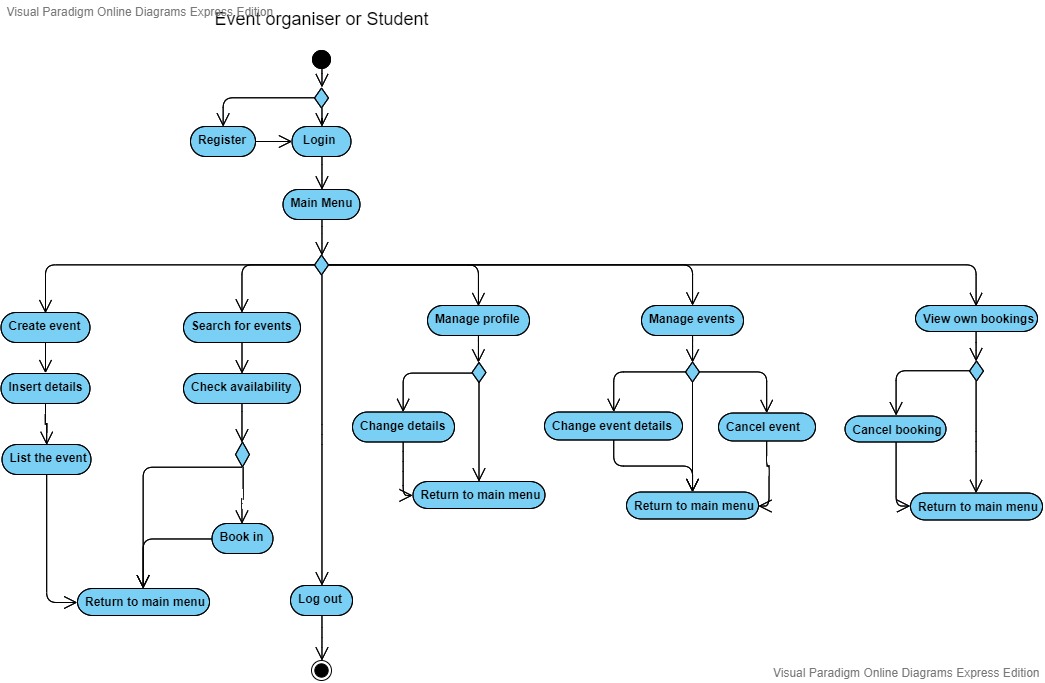 Visual Paradigm Online Diagrams Express Edition
Event organiser or Student
Register
Login
Main Menu
Create event
Search for events
Manage profile
Manage events
View own bookings
Insert details
Check availability
Change details
Change event details
Cancel event
Cancel booking
List the event
Return to main menu
Return to main menu
Return to main menu
Book in
Return to main menu
Log out
Visual Paradigm Online Diagrams Express Edition